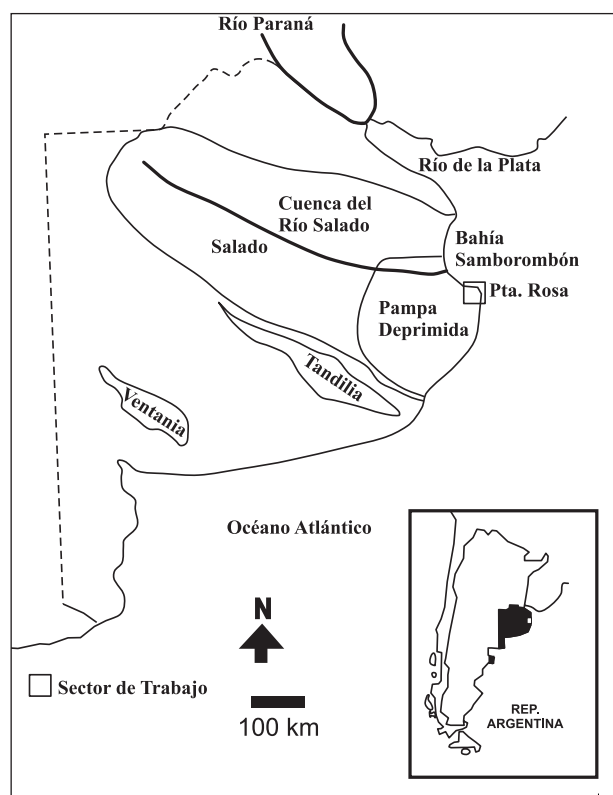 Río Paraná
Río de la Plata
Cuenca del
Río Salado
Salado
Bahía
Samborombón
Pta. Rosa
Pampa
Deprimida
Tandilia
Ventania
Océano Atlántico
N
Sector de Trabajo
100 km
REP.
ARGENTINA